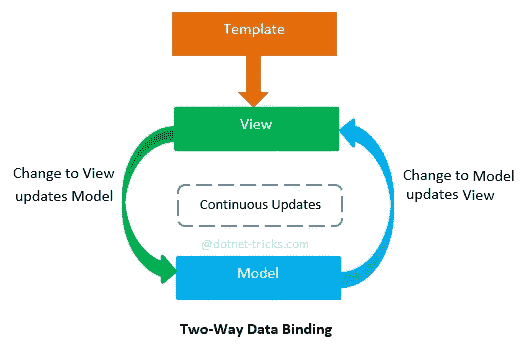 Template
View
Change to View
updates Model
Change to Model
updates View
Continuous Updates
@dotnet-tricks.com
Model
Two-Way Data Binding